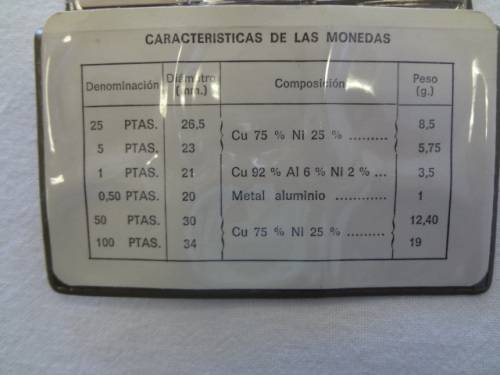 CARACTERISTICAS DE LAS MONEDAS
Denominación Diámetro (mm.) Composición Peso (g.)
25 PTAS. 26,5 Cu 75 % Ni 25 % ......... 8,5
5 PTAS. 23 5,75
1 PTAS. 21 Cu 92 % Al 6 % Ni 2 % ... 3,5
0,50 PTAS. 20 Metal aluminio ............ 1
50 PTAS. 30 Cu 75 % Ni 25 % ......... 12,40
100 PTAS. 34 19